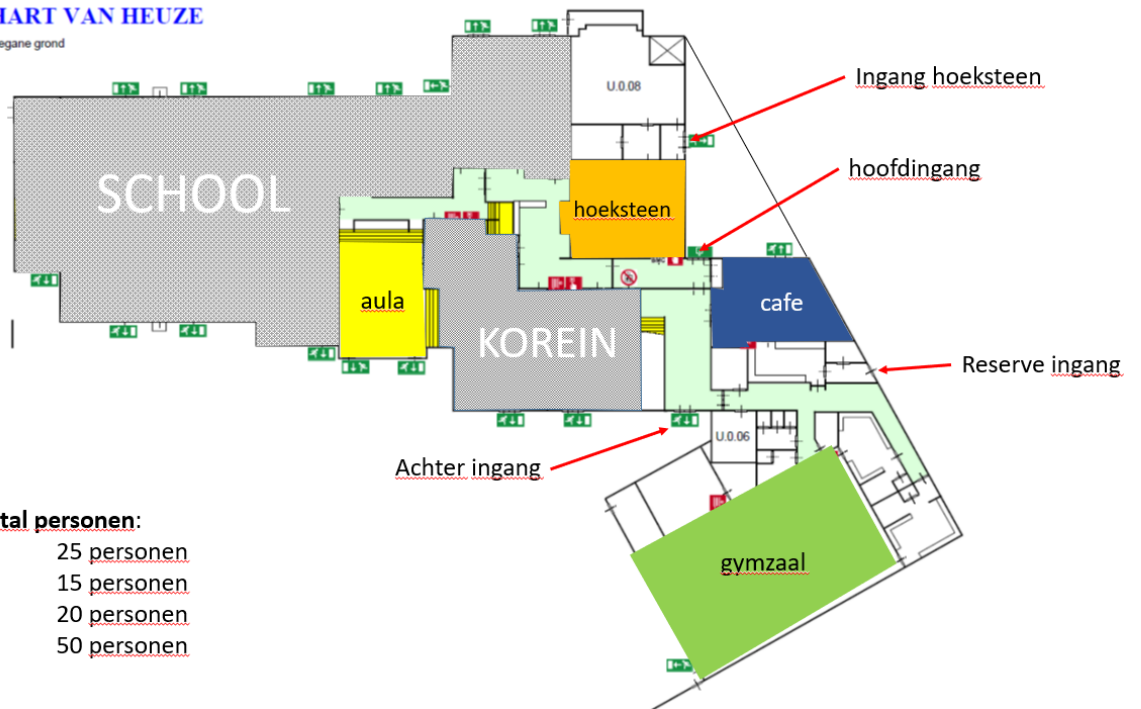 HART VAN HEUZE
egane grond
U.0.08
Ingang hoeksteen
hoofdingang
SCHOOL
hoeksteen
aula
cafe
KOREIN
Reserve ingang
U.0.06
Achter ingang
tal personen:
25 personen
15 personen
20 personen
50 personen
gymzaal